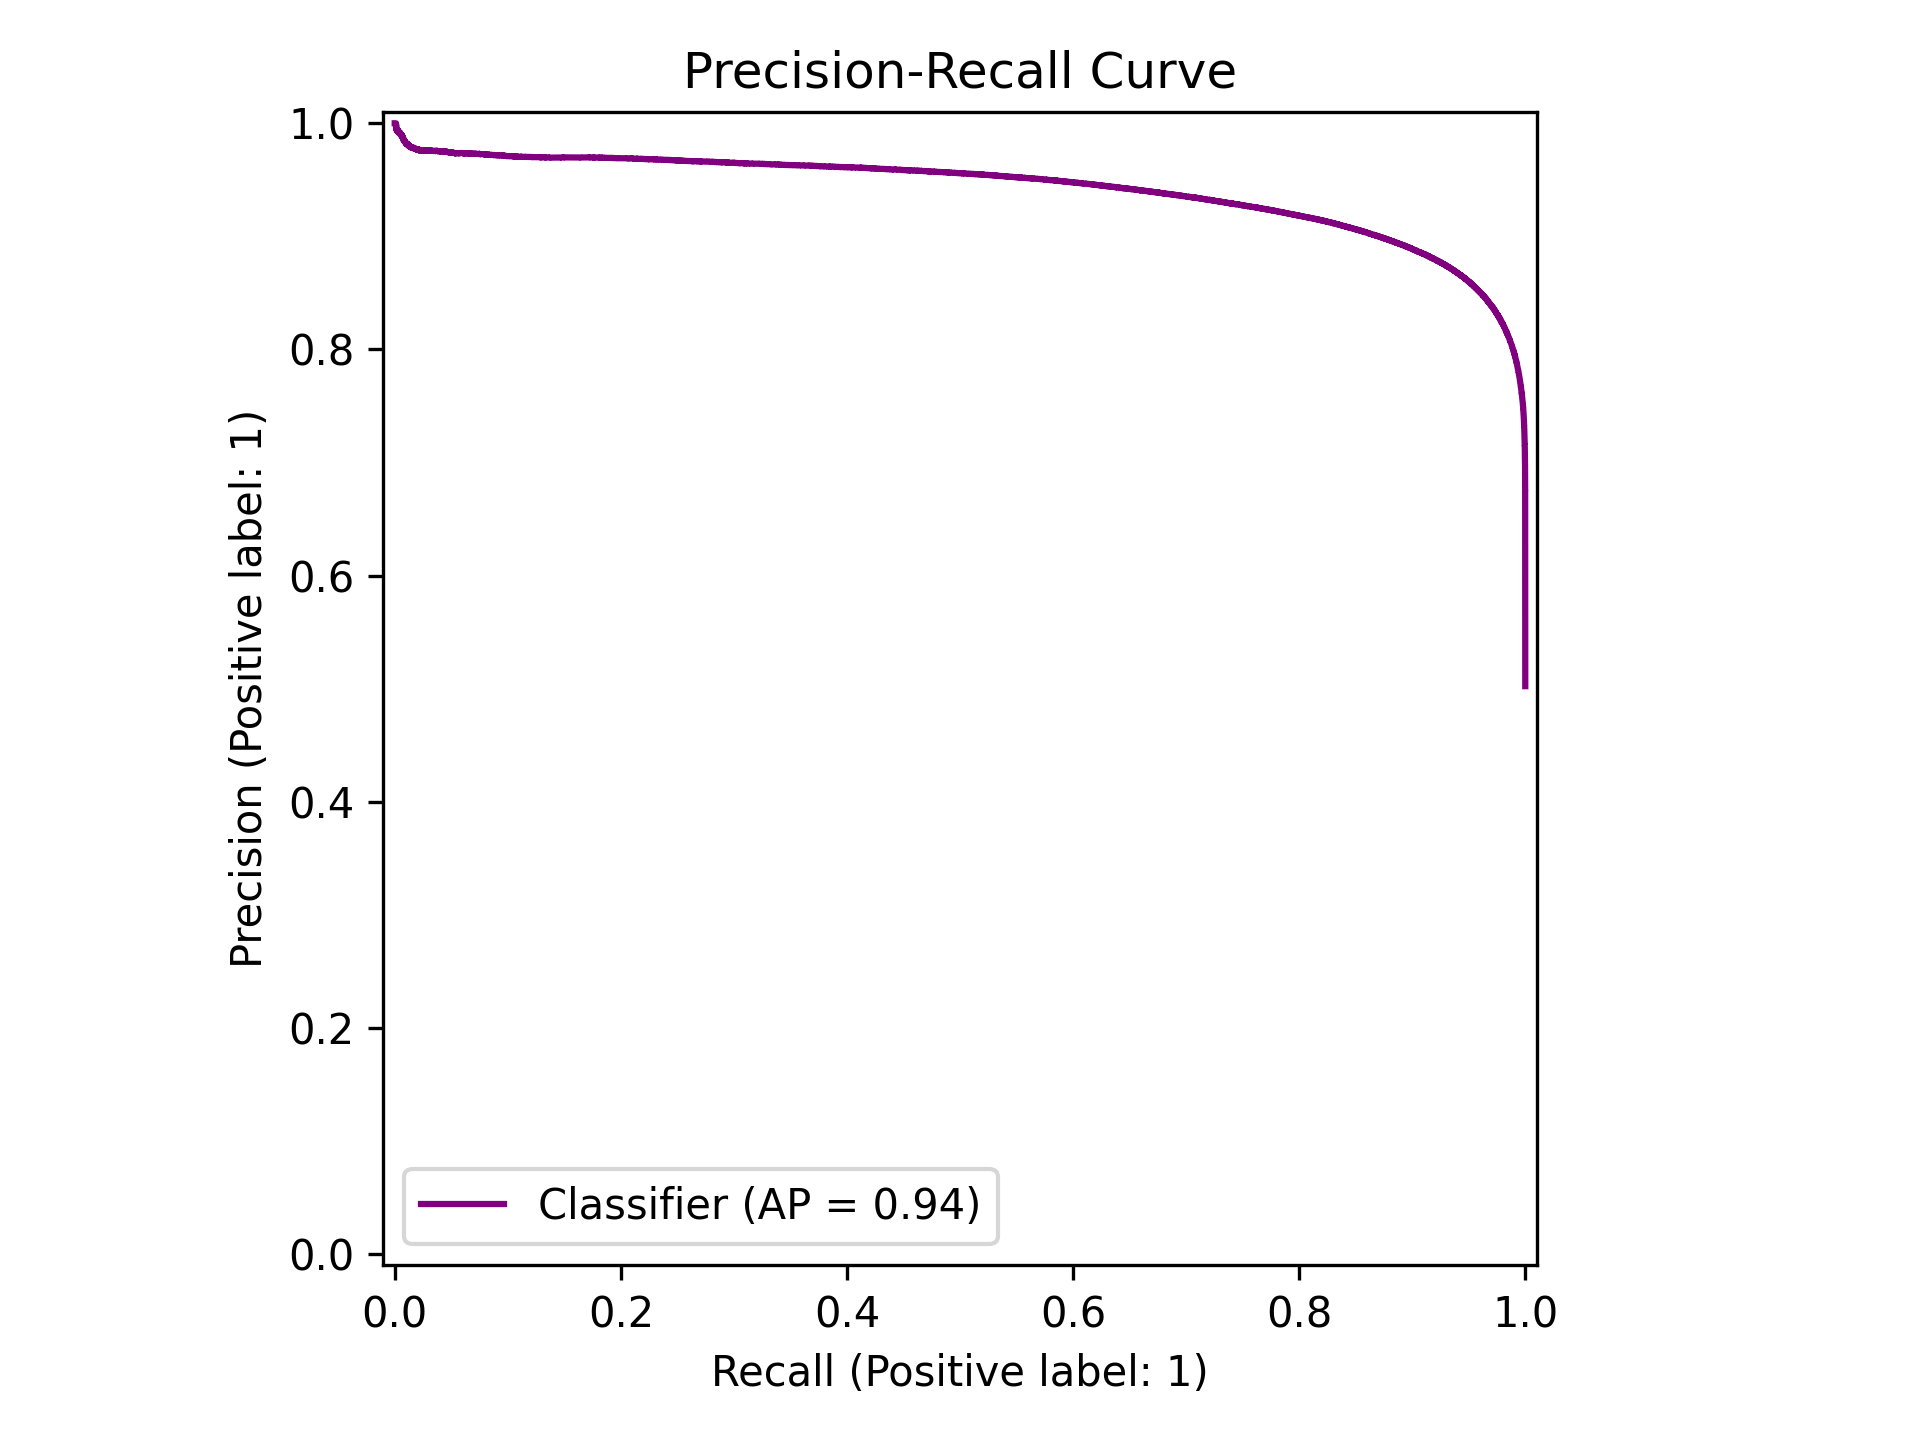 Precision-Recall Curve
1.0
0.8
0.6
0.4
0.2
0.0
Precision (Positive label: 1)
Classifier (AP = 0.94)
0.0 0.2 0.4 0.6 0.8 1.0
Recall (Positive label: 1)